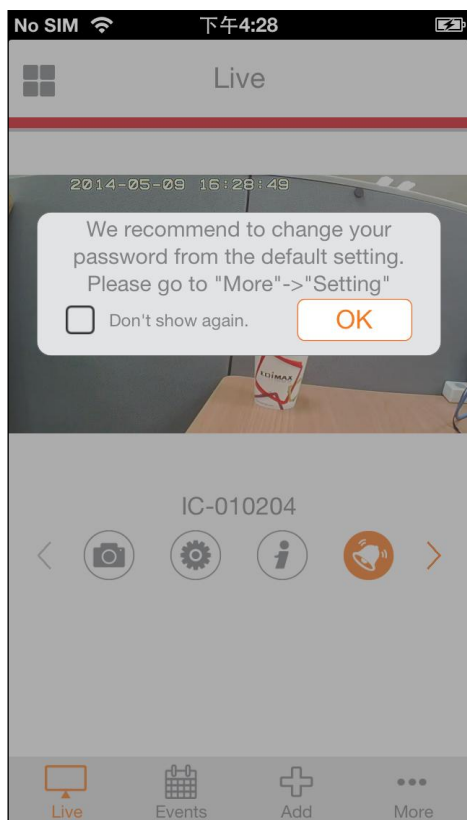 No SIM 下午4:28
Live
2014-05-09 16:28:49
We recommend to change your
password from the default setting.
Please go to "More"->"Setting"
Don't show again. OK
EDIMAX
IC-010204
Live Events Add More